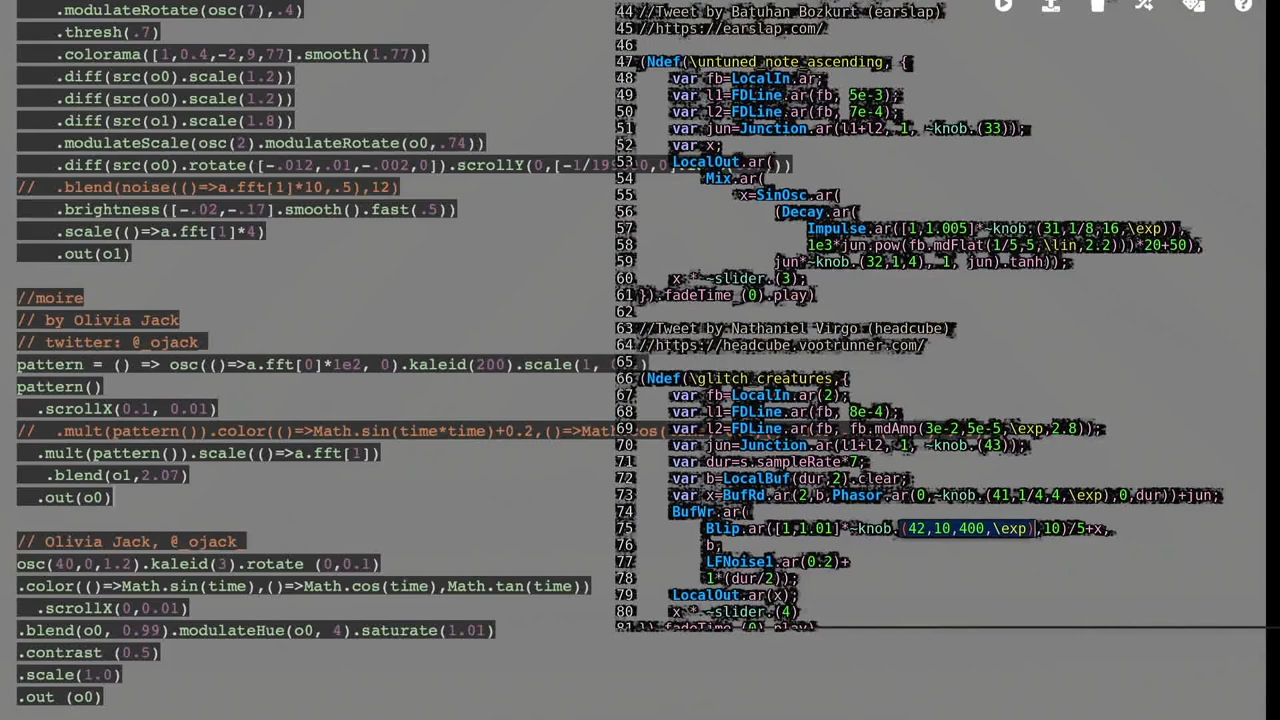 .modulateRotate(osc(7),.4)
.thresh(.7)
.colorama([1,0.4,-2,9,77].smooth(1.77))
.diff(src(o0).scale(1.2))
.diff(src(o0).scale(1.2))
.diff(src(o1).scale(1.8))
.modulateScale(osc(2).modulateRotate(o0,.74))
.diff(src(o0).rotate([-.012,.01,-.002,0]).scrollY(0,[-1/199
//  .blend(noise(()=>a.fft[1]*10,.5),12)
.brightness([-.02,-.17].smooth().fast(.5))
.scale(()=>a.fft[1]*4)
.out(o1)
//moire
// by Olivia Jack
// twitter: @_ojack_
pattern = () => osc(()=>a.fft[0]*1e2, 0).kaleid(200).scale(1, 0
pattern()
.scrollX(0.1, 0.01)
//  .mult(pattern()).color(()=>Math.sin(time*time)+0.2,()=>Math
.mult(pattern()).scale(()=>a.fft[1])
.blend(o1,2.07)
.out(o0)
// Olivia Jack, @_ojack_
osc(40,0,1.2).kaleid(3).rotate (0,0.1)
.color(()=>Math.sin(time),()=>Math.cos(time),Math.tan(time))
.scrollX(0,0.01)
.blend(o0, 0.99).modulateHue(o0, 4).saturate(1.01)
.contrast (0.5)
.scale(1.0)
.out (o0)
44 //Tweet by Batuhan Bozkurt (earslap)
45 //https://earslap.com/
46
47 (Ndef(\untuned_note_ascending, {
48 var fb=LocalIn.ar;
49 var l1=FDLine.ar(fb, 5e-3);
50 var l2=FDLine.ar(fb, 7e-4);
51 var jun=Junction.ar(l1+l2, 1, ~knob.(33));
52 var x;
53 LocalOut.ar(
54 Mix.ar(
55 x=SinOsc.ar(
56 (Decay.ar(
57 Impulse.ar([1,1.005]*~knob.(31,1/8,16,\exp)),
58 1e3*jun.pow(fb.mdFlat(1/5,5,\lin,2.2)))*20+50),
59 jun*~knob.(32,1,4), 1, jun).tanh));
60 x * ~slider.(3);
61 }).fadeTime_(0).play)
62
63 //Tweet by Nathaniel Virgo (headcube)
64 //https://headcube.vootrunner.com/
65
66 (Ndef(\glitch_creatures,{
67 var fb=LocalIn.ar(2);
68 var l1=FDLine.ar(fb, 8e-4);
69 var l2=FDLine.ar(fb, fb.mdAmp(3e-2,5e-5,\exp,2.8));
70 var jun=Junction.ar(l1+l2, -1, ~knob.(43));
71 var dur=s.sampleRate*7;
72 var b=LocalBuf(dur,2).clear;
73 var x=BufRd.ar(2,b,Phasor.ar(0,~knob.(41,1/4,4,\exp),0,dur))+jun;
74 BufWr.ar(
75 Blip.ar([1,1.01]*~knob.(42,10,400,\exp),10)/5+x,
76 b,
77 LFNoise1.ar(0.2)+
78 1*(dur/2));
79 LocalOut.ar(x);
80 x * ~slider.(4)
81 }).fadeTime_(0).play)